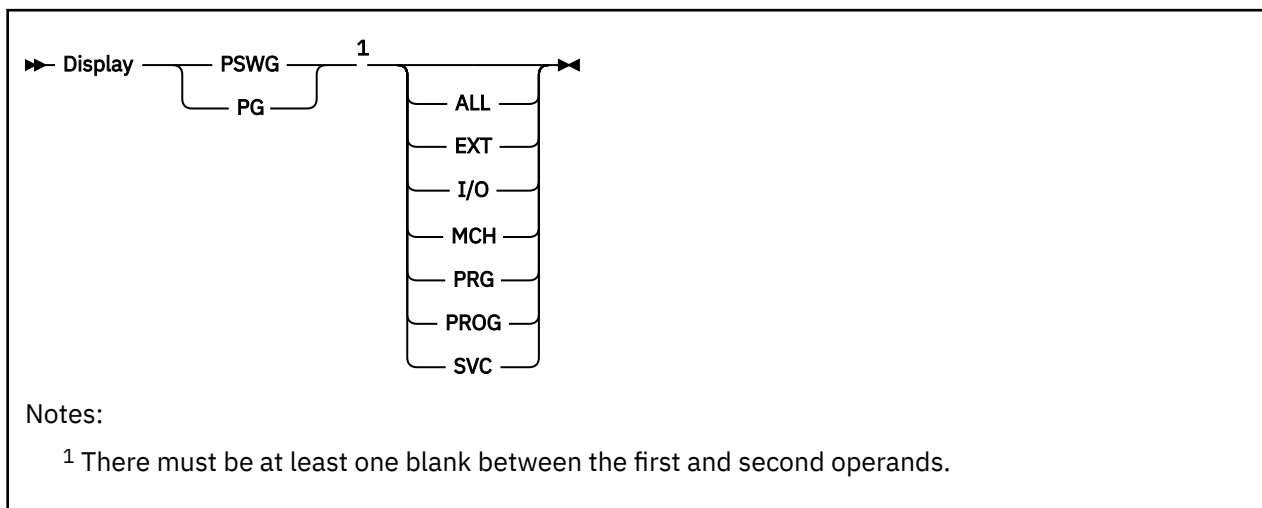 1
Display PSWG
PG
ALL
EXT
I/O
MCH
PRG
PROG
SVC
Notes:
1 There must be at least one blank between the first and second operands.